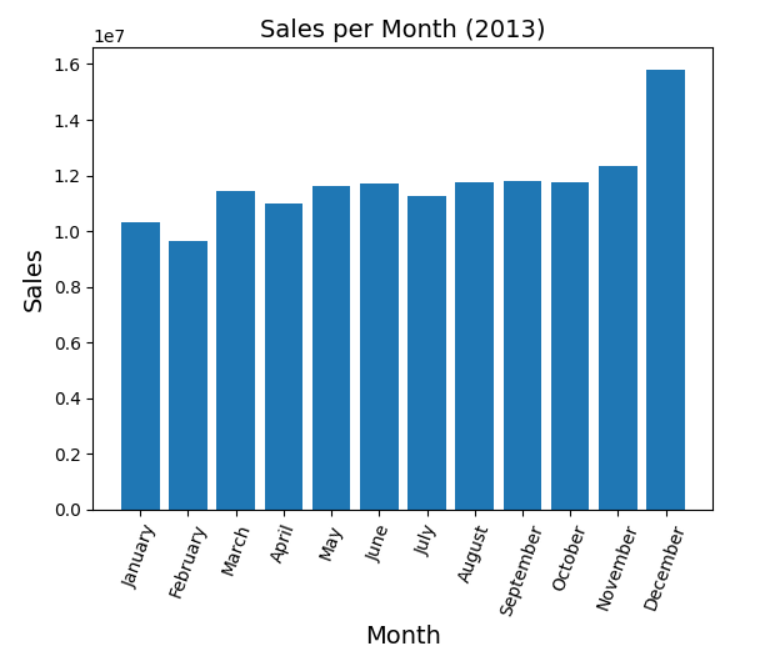 Sales per Month (2013)
1e7
1.6
1.4
1.2
1.0
0.8
0.6
0.4
0.2
0.0
Sales
January
February
March
April
May
June
July
August
September
October
November
December
Month